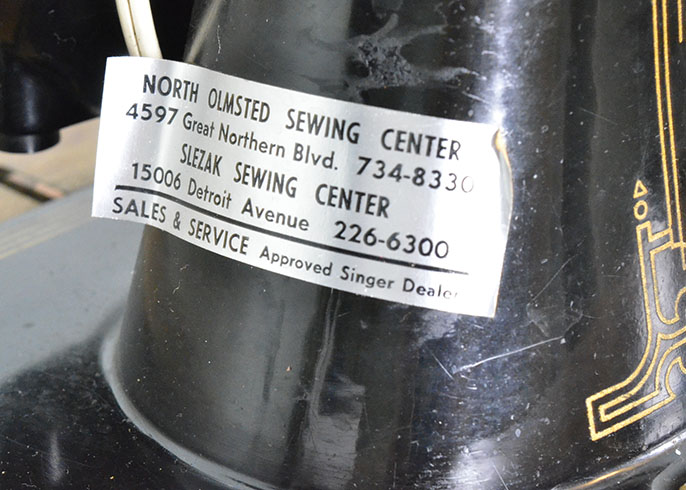 NORTH OLMSTED SEWING CENTER
4597 Great Northern Blvd. 734-8330
SLEZAK SEWING CENTER
15006 Detroit Avenue 226-6300
SALES & SERVICE Approved Singer Dealer